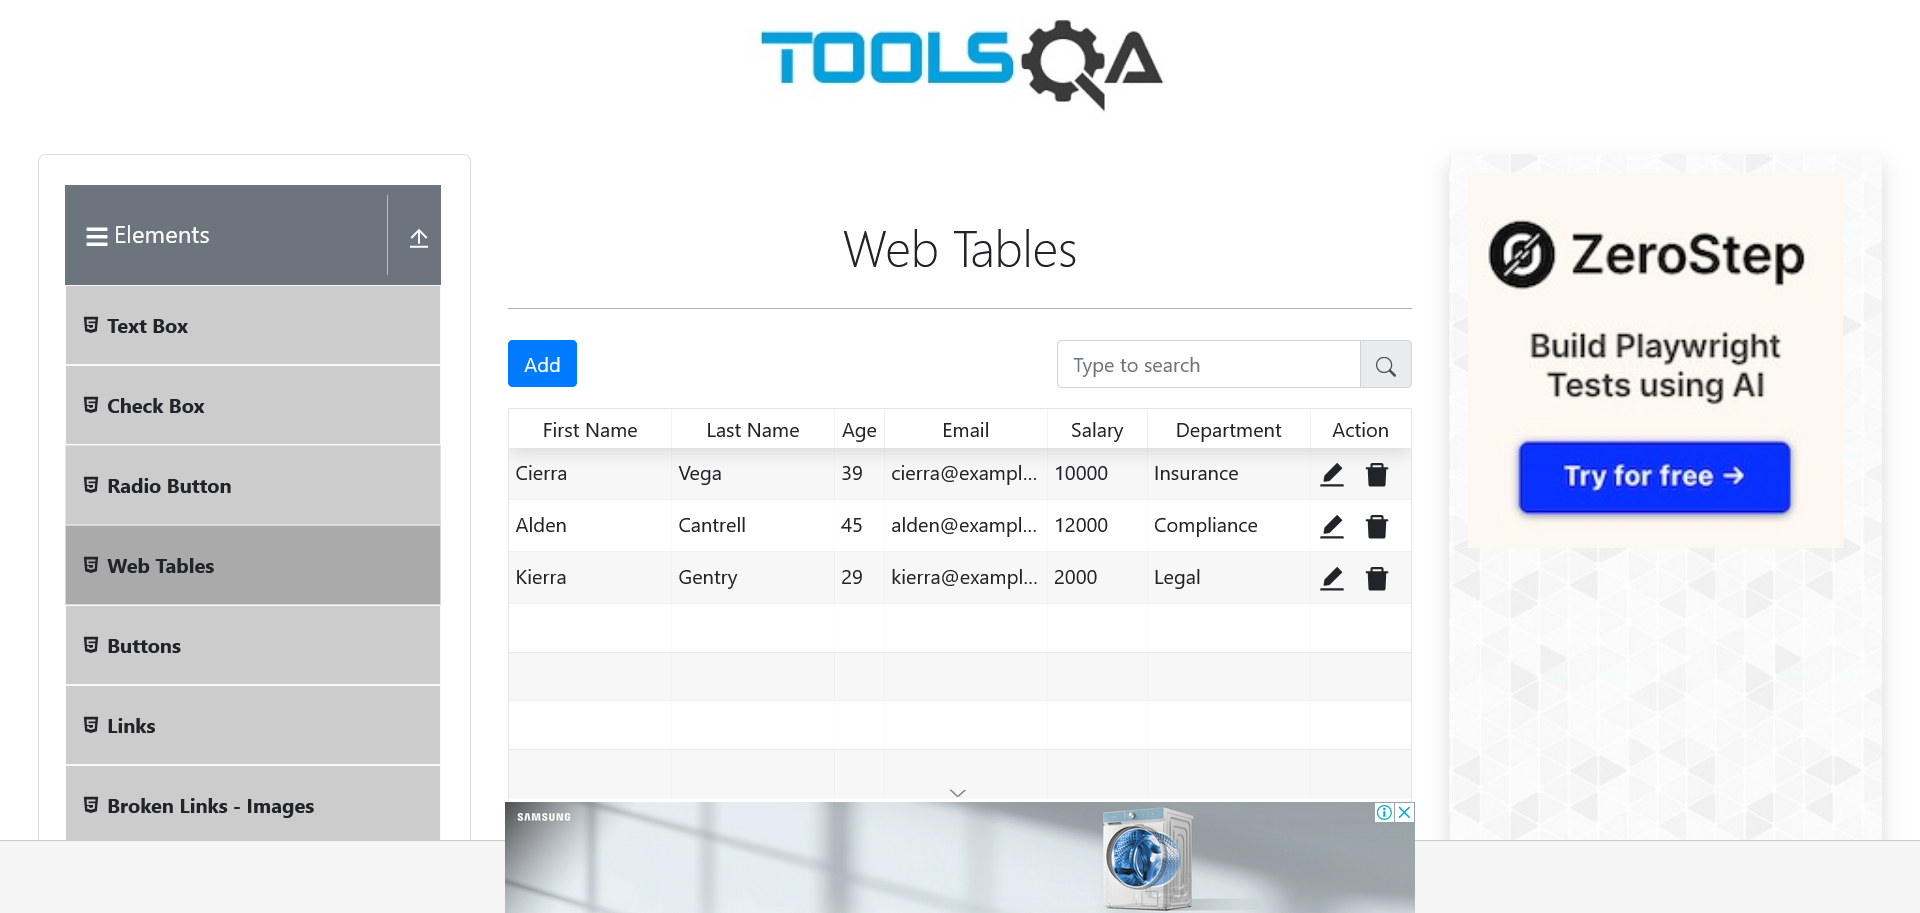 TOOLSQA
Elements
Text Box
Check Box
Radio Button
Web Tables
Buttons
Links
Broken Links - Images
Web Tables
Add
Type to search
First Name Last Name Age Email Salary Department Action
Cierra Vega 39 cierra@exampl... 10000 Insurance
Alden Cantrell 45 alden@exampl... 12000 Compliance
Kierra Gentry 29 kierra@exampl... 2000 Legal
SAMSUNG
ZeroStep
Build Playwright
Tests using AI
Try for free →